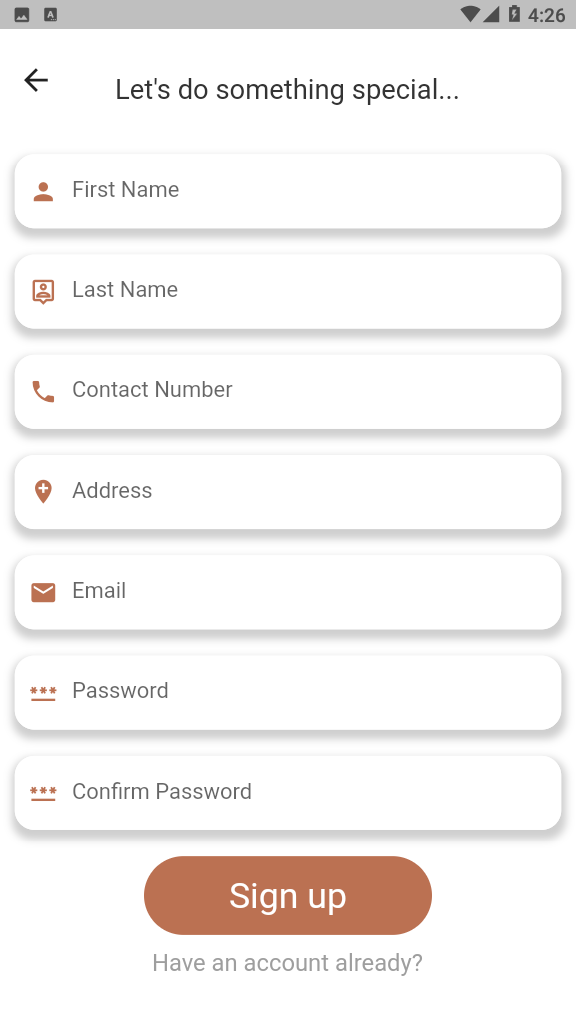 4:26
Let's do something special...
First Name
Last Name
Contact Number
Address
Email
***
Password
***
Confirm Password
Sign up
Have an account already?